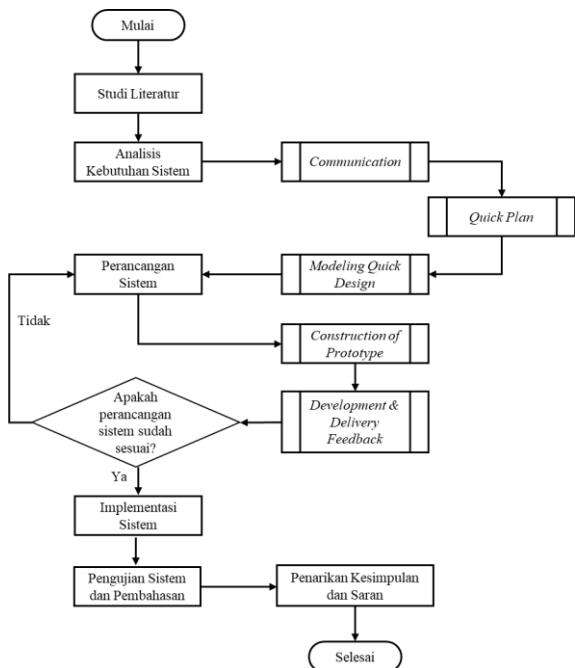 Mulai
Studi Literatur
Analisis
Kebutuhan Sistem
Communication
Quick Plan
Modeling Quick
Design
Perancangan
Sistem
Tidak
Construction of
Prototype
Development &
Delivery
Feedback
Apakah
perancangan
sistem sudah
sesuai?
Ya
Implementasi
Sistem
Pengujian Sistem
dan Pembahasan
Penarikan Kesimpulan
dan Saran
Selesai